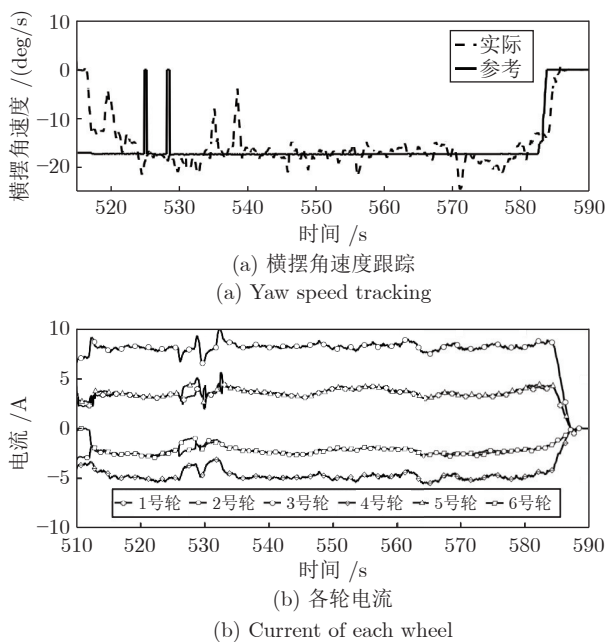 0
-10
-20
横摆角速度 /(deg/s)
实际
参考
520 530 540 550 560 570 580 590
时间 /s
(a) 横摆角速度跟踪
(a) Yaw speed tracking
10
5
0
-5
-10
电流 /A
1号轮 2号轮 3号轮 4号轮 5号轮 6号轮
510 520 530 540 550 560 570 580 590
时间 /s
(b) 各轮电流
(b) Current of each wheel